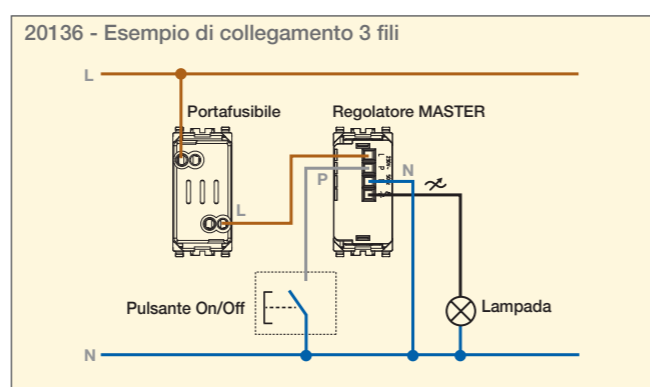 20136 - Esempio di collegamento 3 fili
L
Portafusibile
Regolatore MASTER
L
P
N
P
L
Pulsante On/Off
Lampada
N